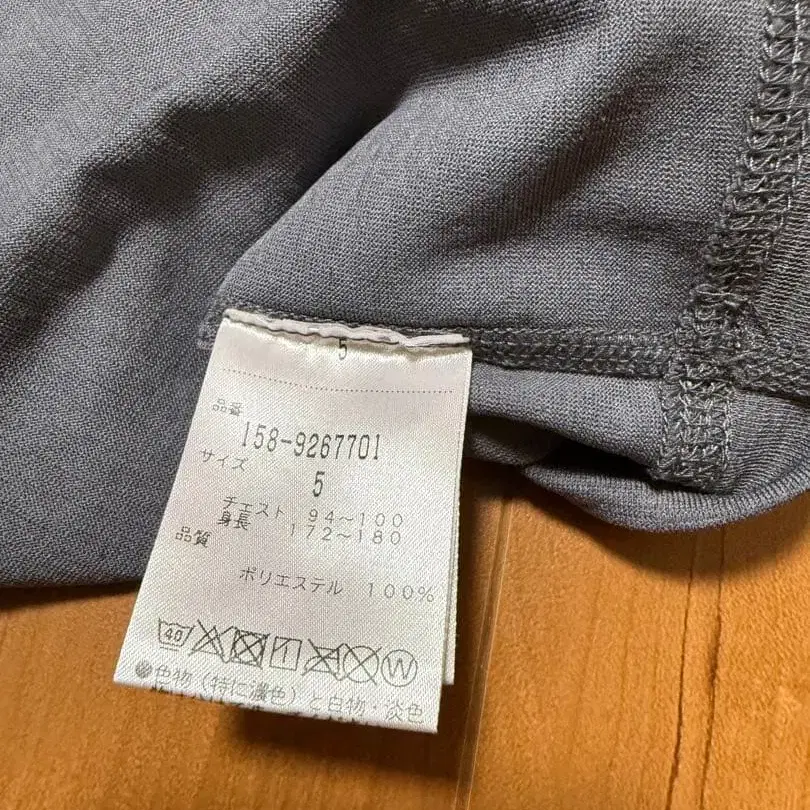 5
品番
158-9267701
サイズ
5
チェスト 94~100
身長 172~180
品質
ポリエステル 100%
40 W
●色物(特に濃色)と白物・淡色